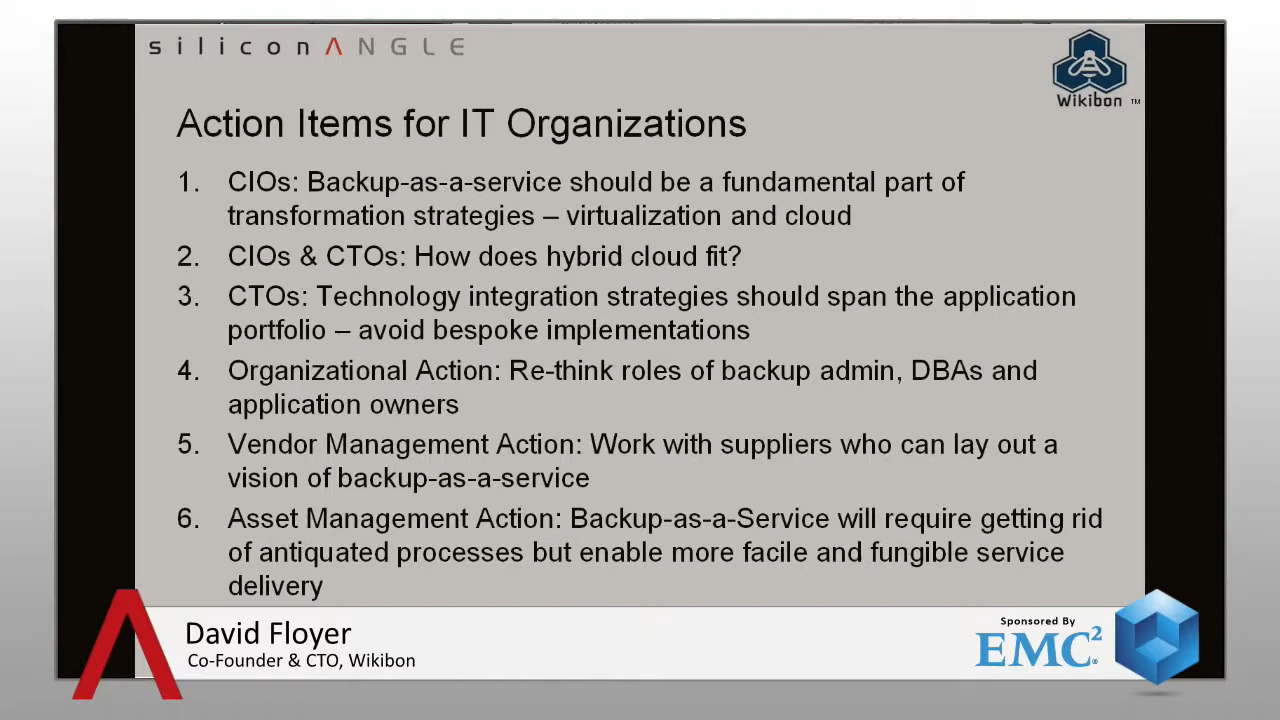 siliconANGLE
Wikibon TM
Action Items for IT Organizations
1. CIOs: Backup-as-a-service should be a fundamental part of
transformation strategies – virtualization and cloud
2. CIOs & CTOs: How does hybrid cloud fit?
3. CTOs: Technology integration strategies should span the application
portfolio – avoid bespoke implementations
4. Organizational Action: Re-think roles of backup admin, DBAs and
application owners
5. Vendor Management Action: Work with suppliers who can lay out a
vision of backup-as-a-service
6. Asset Management Action: Backup-as-a-Service will require getting rid
of antiquated processes but enable more facile and fungible service
delivery
David Floyer
Co-Founder & CTO, Wikibon
Sponsored By
EMC²®